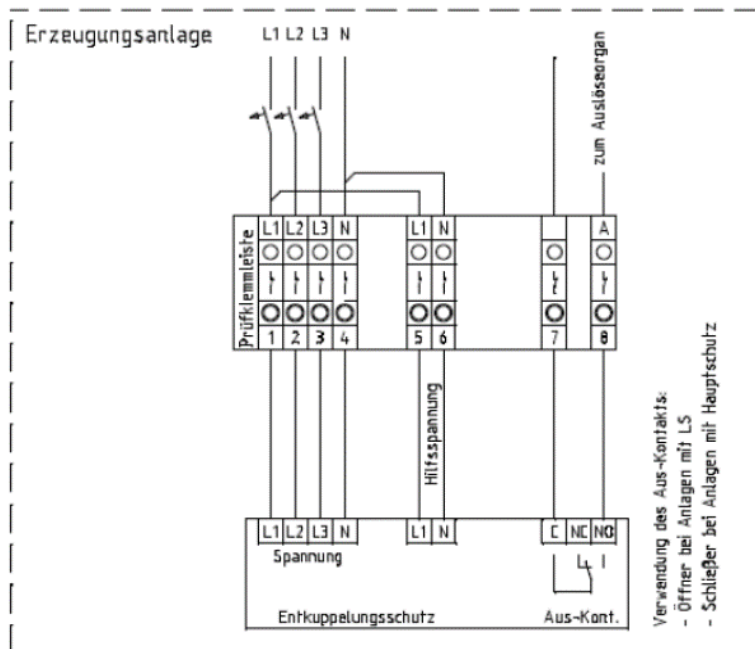 Erzeugungsanlage
L1 L2 L3 N
zum Auslöseorgan
Prüfklemmleiste
L1 L2 L3 N L1 N A
1 2 3 4 5 6 7 8
Hilfsspannung
L1 L2 L3 N L1 N C NC NO
Spannung
Entkuppelungsschutz Aus-Kont.
Verwendung des Aus-Kontakts:
- Öffner bei Anlagen mit LS
- Schließer bei Anlagen mit Hauptschutz